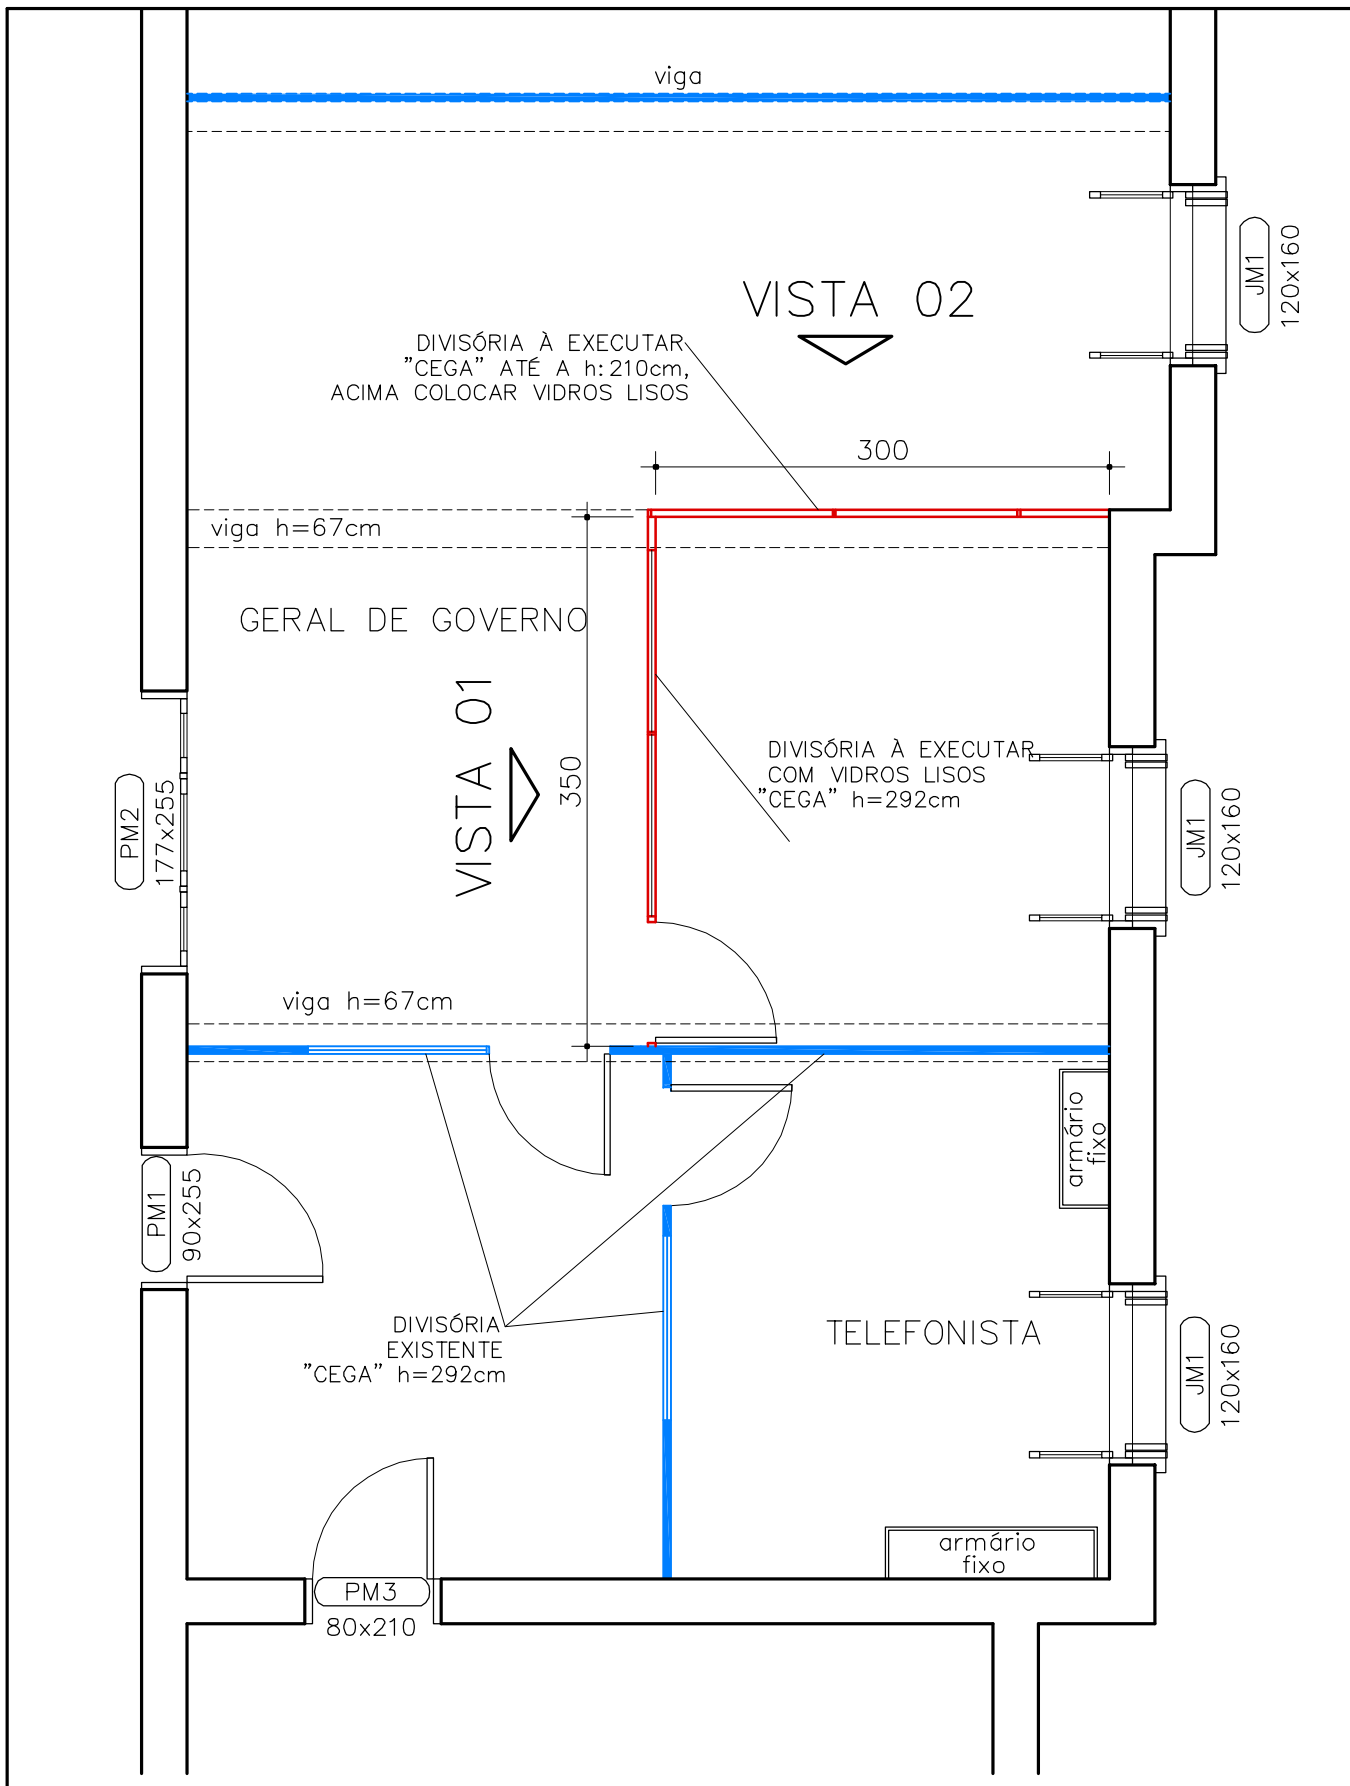 viga
JM1
120x160
VISTA 02
DIVISÓRIA À EXECUTAR
"CEGA" ATÉ A h:210cm,
ACIMA COLOCAR VIDROS LISOS
300
viga h=67cm
GERAL DE GOVERNO
VISTA 01
350
DIVISÓRIA À EXECUTAR
COM VIDROS LISOS
"CEGA" h=292cm
PM2
177x255
JM1
120x160
viga h=67cm
armário
fixo
PM1
90x255
DIVISÓRIA
EXISTENTE
"CEGA" h=292cm
TELEFONISTA
JM1
120x160
armário
fixo
PM3
80x210